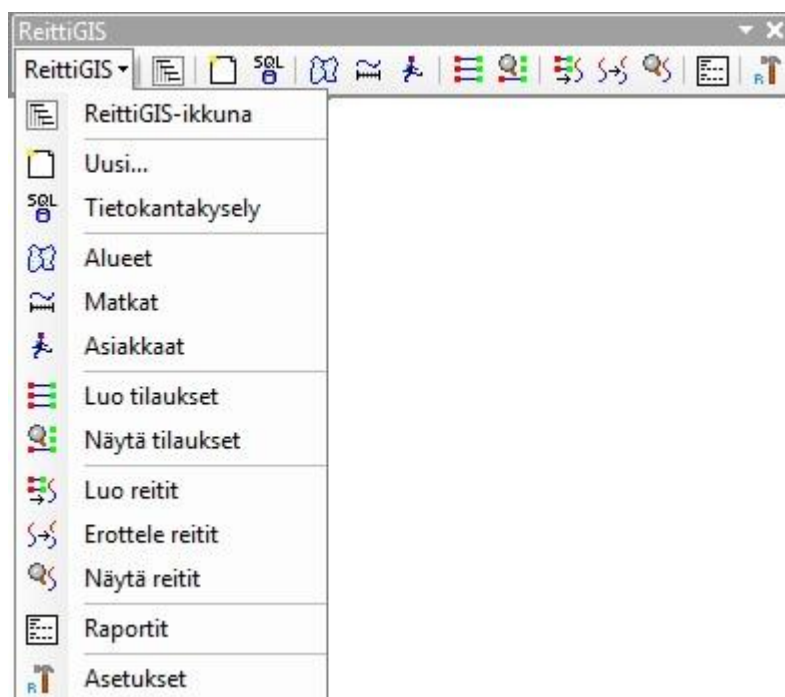 ReittiGIS
ReittiGIS SQL R
ReittiGIS-ikkuna
Uusi...
SQL Tietokantakysely
Alueet
Matkat
Asiakkaat
Luo tilaukset
Näytä tilaukset
Luo reitit
Erottele reitit
Näytä reitit
Raportit
R Asetukset